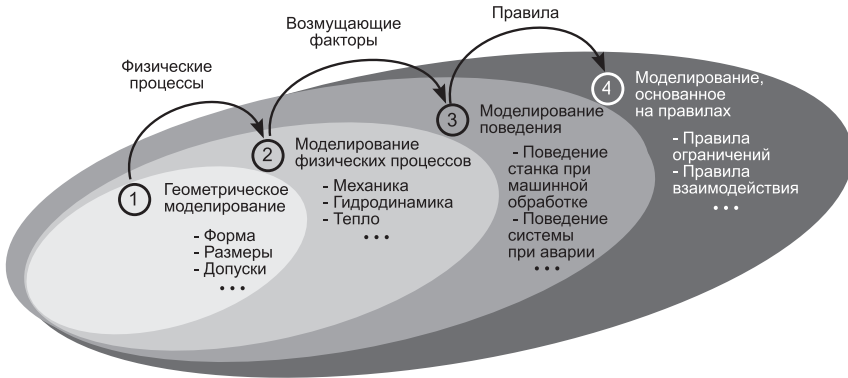 Физические
процессы
Возмущающие
факторы
Правила
1
Геометрическое
моделирование
- Форма
- Размеры
- Допуски
• • •
2
Моделирование
физических процессов
- Механика
- Гидродинамика
- Тепло
• • •
3
Моделирование
поведения
- Поведение
станка при
машинной
обработке
- Поведение
системы
при аварии
• • •
4
Моделирование,
основанное
на правилах
- Правила
ограничений
- Правила
взаимодействия
• • •